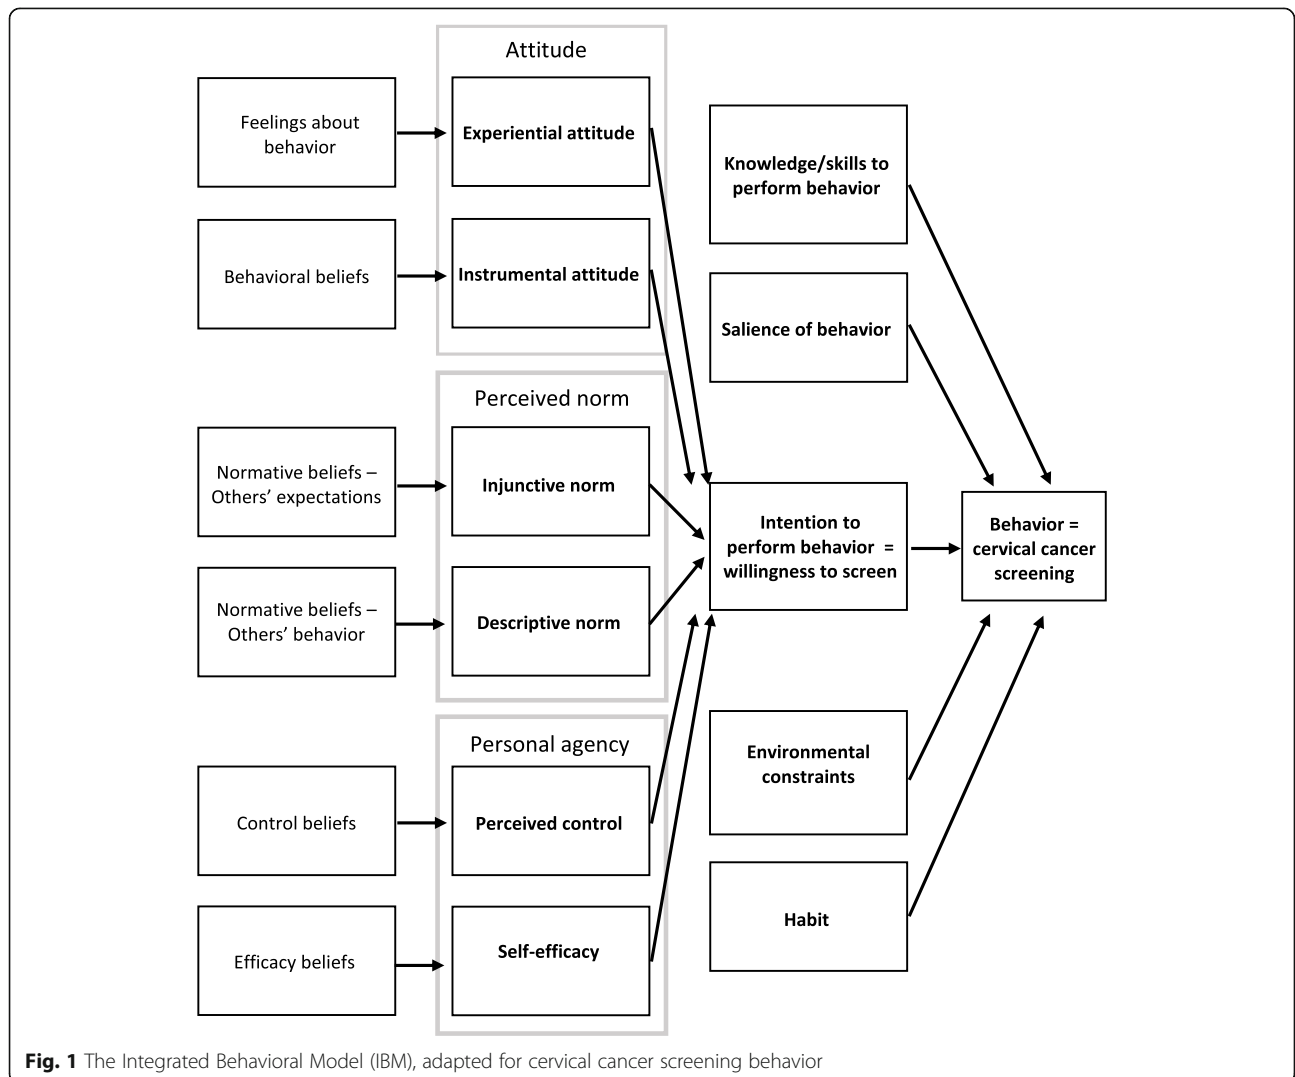 Attitude
Feelings about
behavior
Experiential attitude
Knowledge/skills to
perform behavior
Behavioral beliefs
Instrumental attitude
Salience of behavior
Perceived norm
Normative beliefs –
Others’ expectations
Injunctive norm
Intention to
perform behavior =
willingness to screen
Behavior =
cervical cancer
screening
Normative beliefs –
Others’ behavior
Descriptive norm
Personal agency
Environmental
constraints
Control beliefs
Perceived control
Habit
Efficacy beliefs
Self-efficacy
Fig. 1 The Integrated Behavioral Model (IBM), adapted for cervical cancer screening behavior